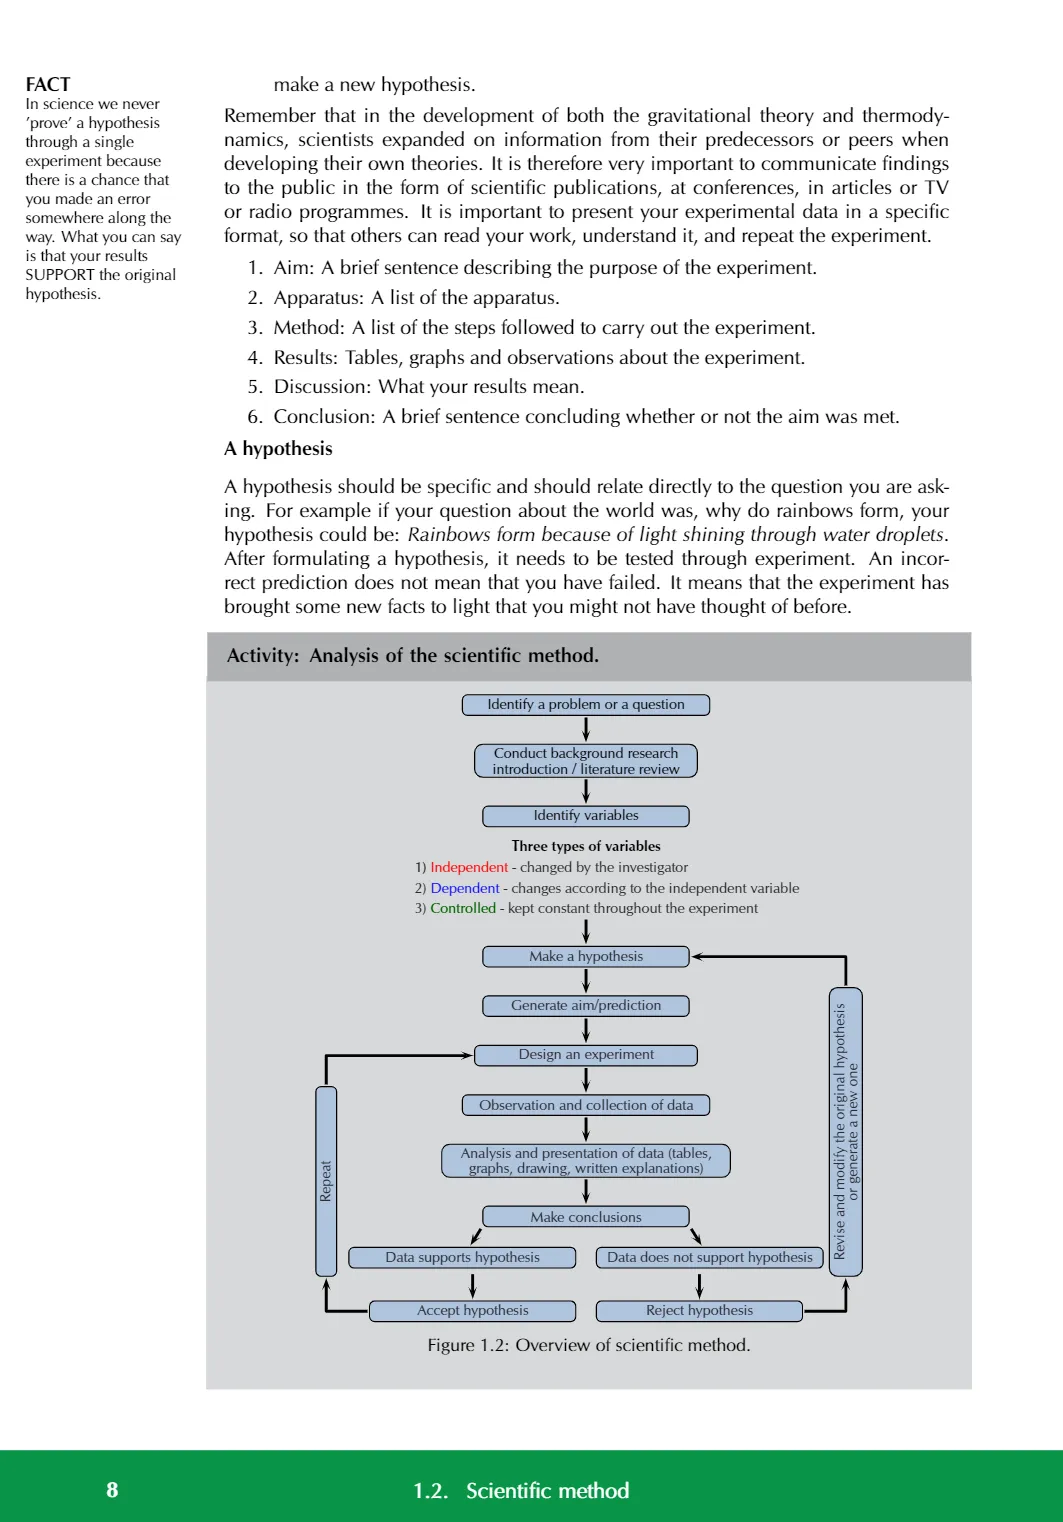 FACT
In science we never
’prove’ a hypothesis
through a single
experiment because
there is a chance that
you made an error
somewhere along the
way. What you can say
is that your results
SUPPORT the original
hypothesis.
make a new hypothesis.
Remember that in the development of both the gravitational theory and thermody-
namics, scientists expanded on information from their predecessors or peers when
developing their own theories. It is therefore very important to communicate findings
to the public in the form of scientific publications, at conferences, in articles or TV
or radio programmes. It is important to present your experimental data in a specific
format, so that others can read your work, understand it, and repeat the experiment.
1. Aim: A brief sentence describing the purpose of the experiment.
2. Apparatus: A list of the apparatus.
3. Method: A list of the steps followed to carry out the experiment.
4. Results: Tables, graphs and observations about the experiment.
5. Discussion: What your results mean.
6. Conclusion: A brief sentence concluding whether or not the aim was met.
A hypothesis
A hypothesis should be specific and should relate directly to the question you are ask-
ing. For example if your question about the world was, why do rainbows form, your
hypothesis could be: Rainbows form because of light shining through water droplets.
After formulating a hypothesis, it needs to be tested through experiment. An incor-
rect prediction does not mean that you have failed. It means that the experiment has
brought some new facts to light that you might not have thought of before.
Activity: Analysis of the scientific method.
Identify a problem or a question
Conduct background research
introduction / literature review
Identify variables
Three types of variables
1) Independent - changed by the investigator
2) Dependent - changes according to the independent variable
3) Controlled - kept constant throughout the experiment
Make a hypothesis
Generate aim/prediction
Design an experiment
Observation and collection of data
Analysis and presentation of data (tables,
graphs, drawing, written explanations)
Make conclusions
Data supports hypothesis
Data does not support hypothesis
Accept hypothesis
Reject hypothesis
Repeat
Revise and modify the original hypothesis
or generate a new one
Figure 1.2: Overview of scientific method.
8
1.2. Scientific method